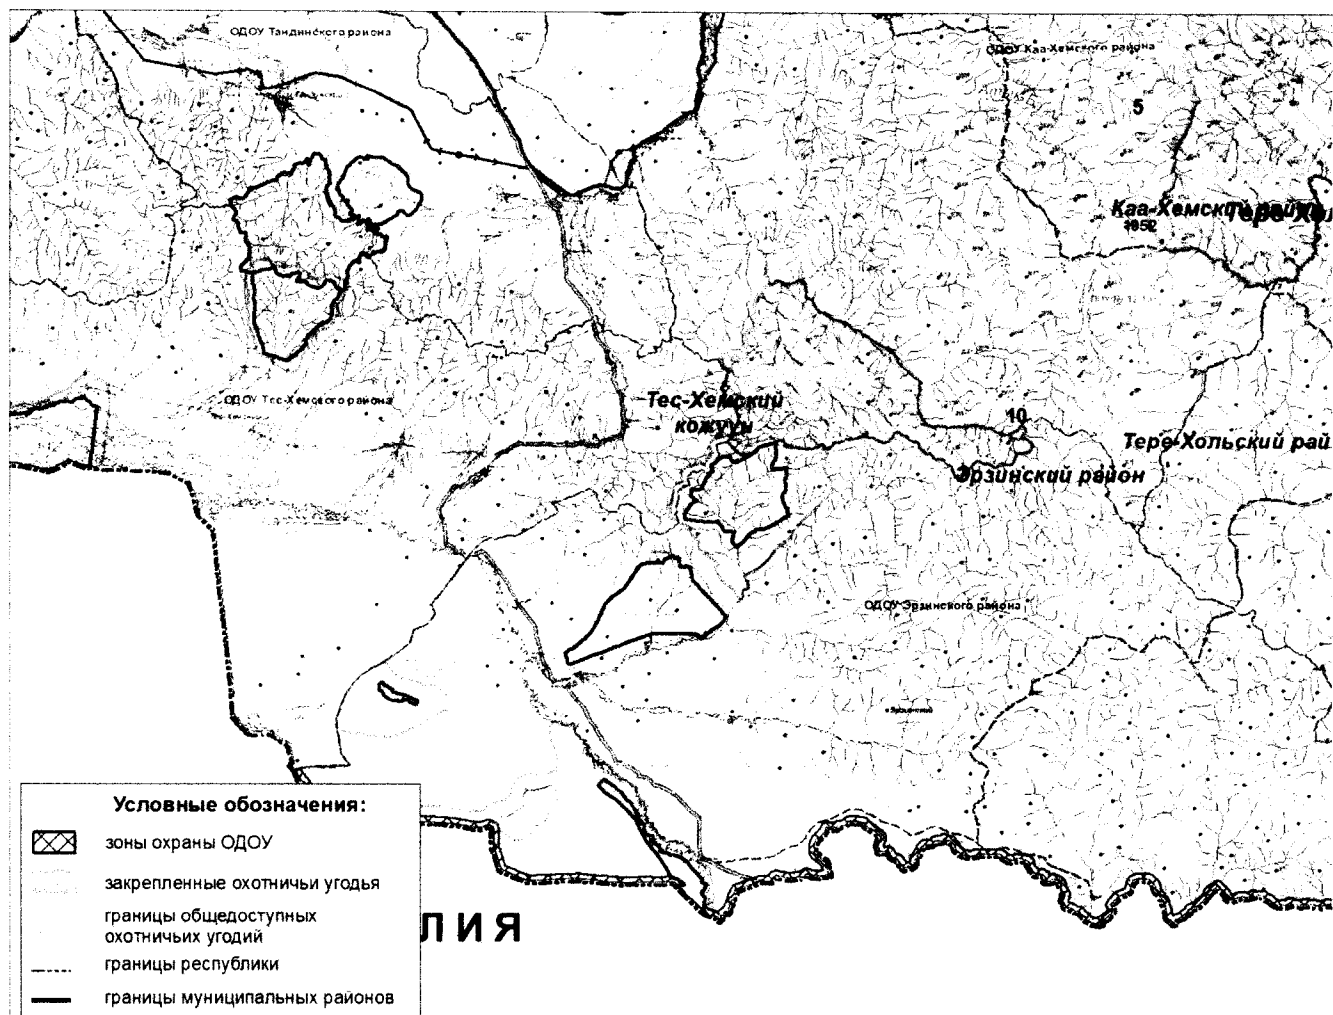 ОДОУ Тандинского района
ОДОУ Каа-Хемского района
5
Каа-Хемский район
10
Тес-Хемский
кожуун
ОДОУ Тес-Хемского района
Тере-Хольский рай
Эрзинский район
ОДОУ Эрзинского района
Условные обозначения:
зоны охраны ОДОУ
закрепленные охотничьи угодья
границы общедоступных
охотничьих угодий
границы республики
границы муниципальных районов
ЛИЯ